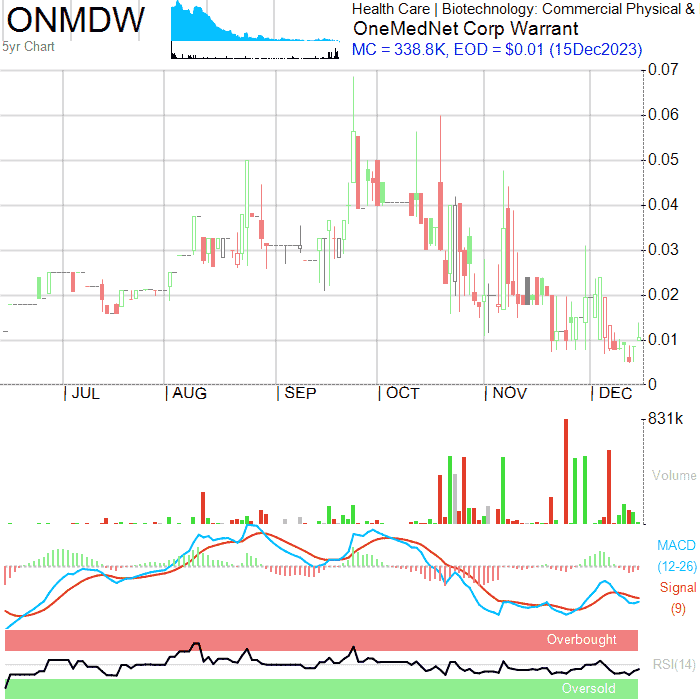 ONMDW
5yr Chart
Health Care | Biotechnology: Commercial Physical &
OneMedNet Corp Warrant
MC = 338.8K, EOD = $0.01 (15Dec2023)
0.07
0.06
0.05
0.04
0.03
0.02
0.01
0
JUL
AUG
SEP
OCT
NOV
DEC
831k
Volume
MACD
(12-26)
Signal
(9)
Overbought
RSI(14)
Oversold